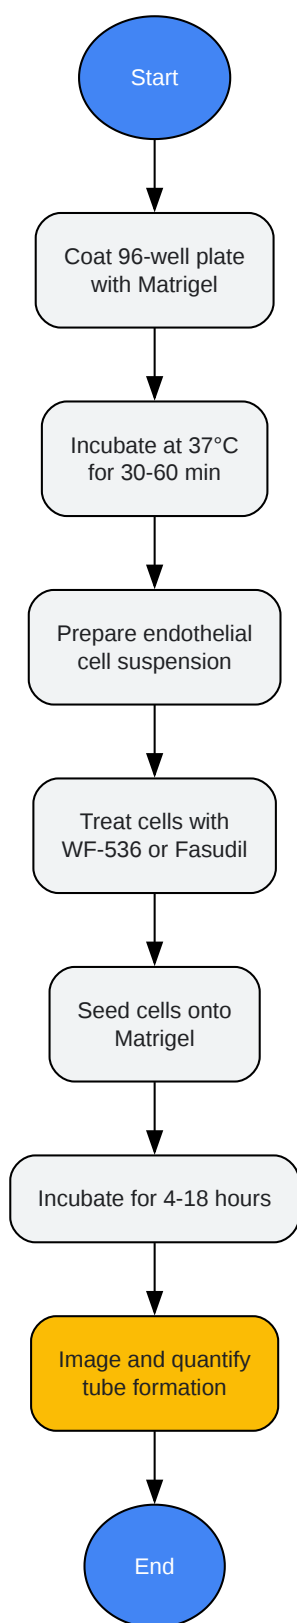 Start
Coat 96-well plate
with Matrigel
Incubate at 37°C
for 30-60 min
Prepare endothelial
cell suspension
Treat cells with
WF-536 or Fasudil
Seed cells onto
Matrigel
Incubate for 4-18 hours
Image and quantify
tube formation
End